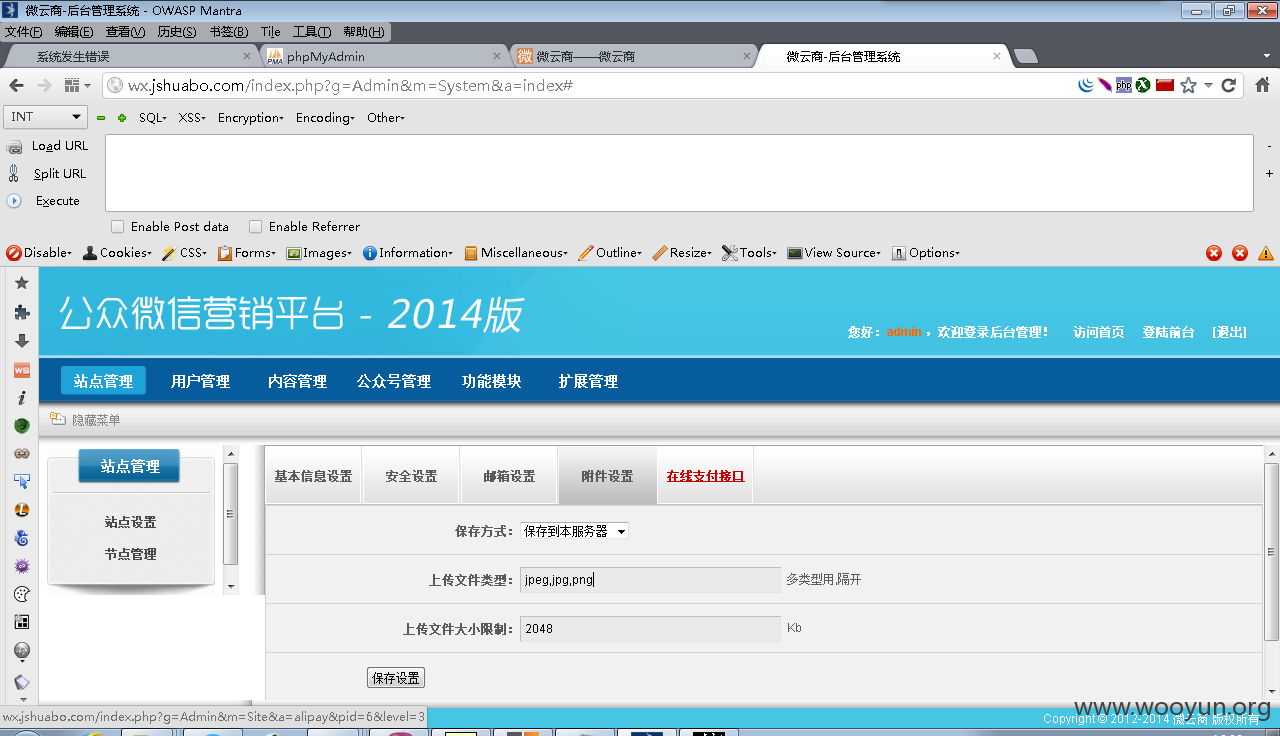 微云商-后台管理系统 - OWASP Mantra
文件(F) 编辑(E) 查看(V) 历史(S) 书签(B) Tile 工具(T) 帮助(H)
系统发生错误 phpMyAdmin 微云商——微云商 微云商-后台管理系统
wx.jshuabo.com/index.php?g=Admin&m=System&a=index#
INT SQL XSS Encryption Encoding Other
Load URL
Split URL
Execute
Enable Post data Enable Referrer
Disable Cookies CSS Forms Images Information Miscellaneous Outline Resize Tools View Source Options
公众微信营销平台 - 2014版
您好：admin ，欢迎登录后台管理！ 访问首页 登陆前台 [退出]
站点管理 用户管理 内容管理 公众号管理 功能模块 扩展管理
隐藏菜单
站点管理
站点设置
节点管理
基本信息设置 安全设置 邮箱设置 附件设置 在线支付接口
保存方式： 保存到本服务器
上传文件类型： jpeg,jpg,png 多类型用,隔开
上传文件大小限制： 2048 Kb
保存设置
wx.jshuabo.com/index.php?g=Admin&m=Site&a=alipay&pid=6&level=3
www.wooyun.org
Copyright © 2012-2014 微云商 版权所有